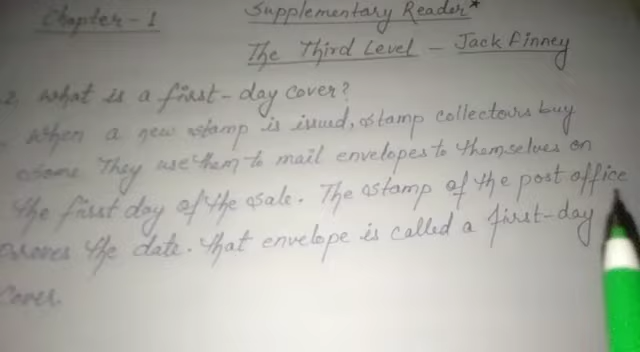 Chapter-1
Supplementary Reader*
The Third Level - Jack Finney
2. What is a first-day cover?
When a new stamp is issued, stamp collectors buy
some They use them to mail envelopes to themselves on
the first day of the sale. The stamp of the post office
proves the date. That envelope is called a first-day
cover.